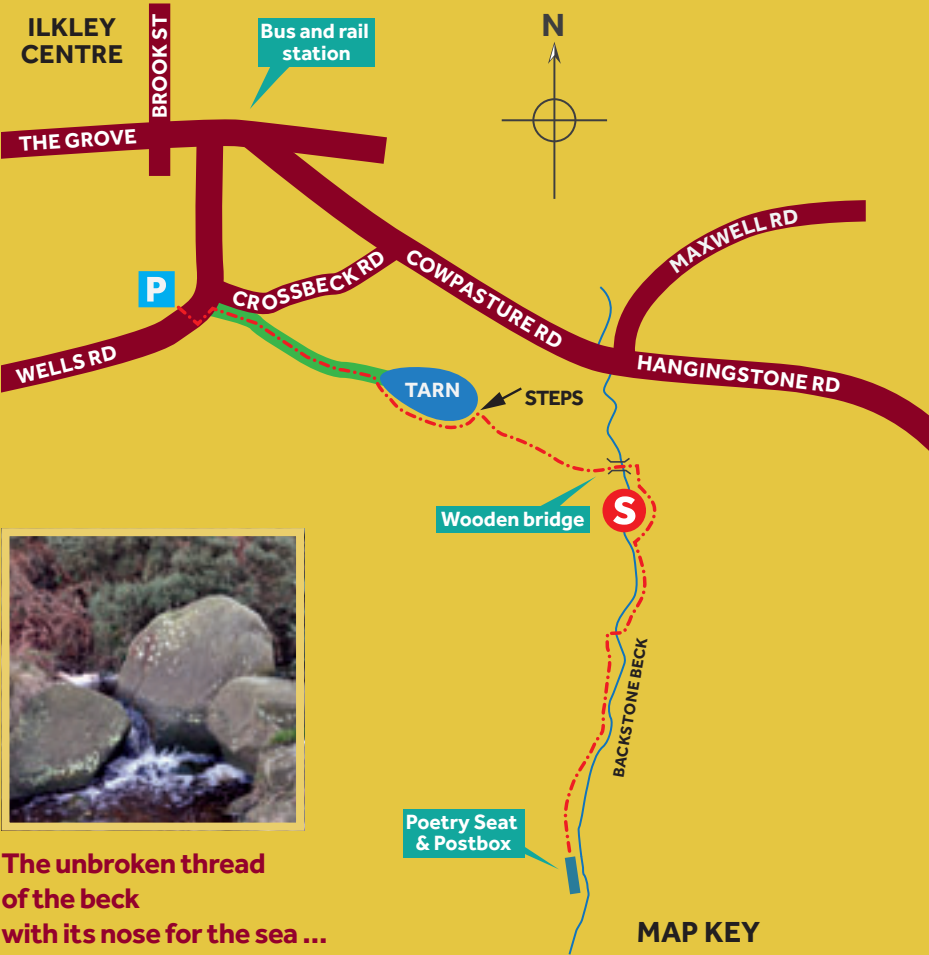 ILKLEY
CENTRE
BROOK ST
Bus and rail
station
N
THE GROVE
MAXWELL RD
P
CROSSBECK RD
COWPASTURE RD
WELLS RD
HANGINGSTONE RD
TARN
STEPS
Wooden bridge
S
BACKSTONE BECK
Poetry Seat
& Postbox
The unbroken thread
of the beck
with its nose for the sea ...
MAP KEY